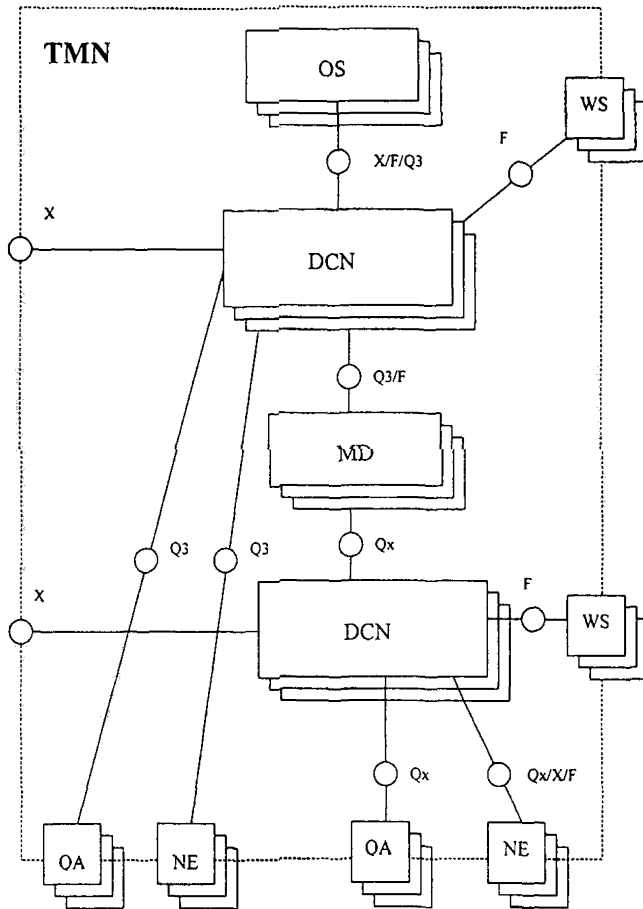 TMN
OS
WS
F
X/F/Q3
X
DCN
Q3/F
MD
Q3
Q3
Qx
X
F
DCN
WS
Qx
Qx/X/F
QA
NE
QA
NE